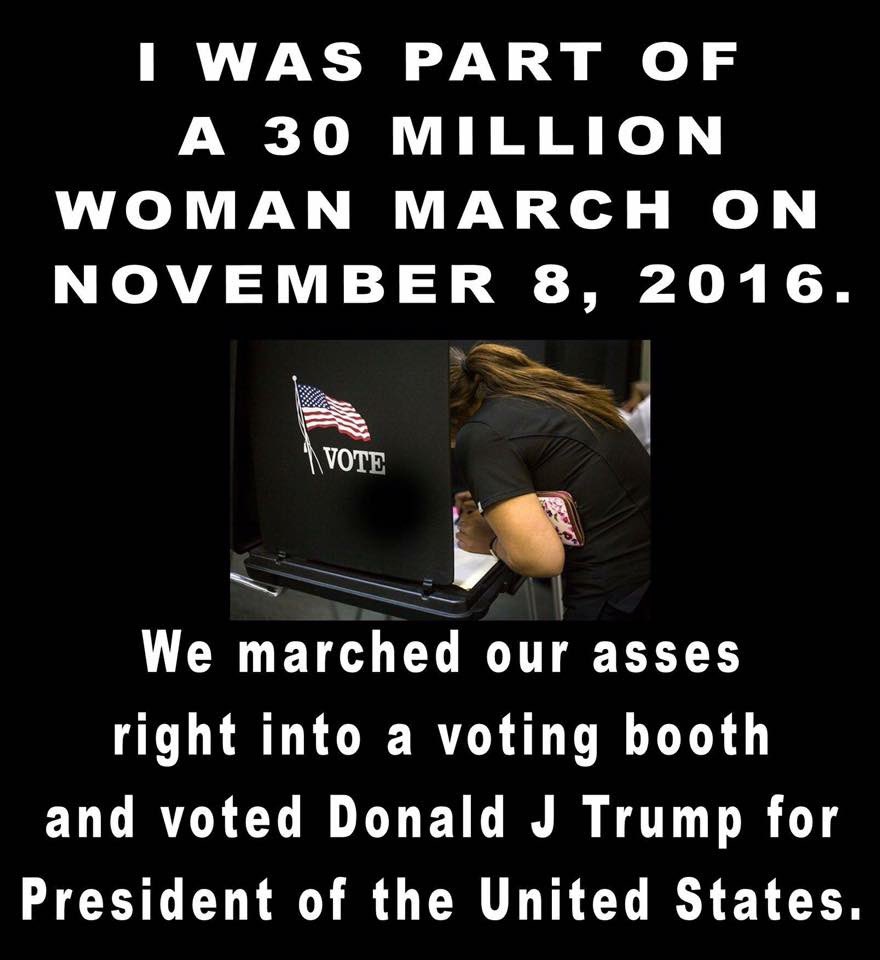 I WAS PART OF
A 30 MILLION
WOMAN MARCH ON
NOVEMBER 8, 2016.
VOTE
We marched our asses
right into a voting booth
and voted Donald J Trump for
President of the United States.